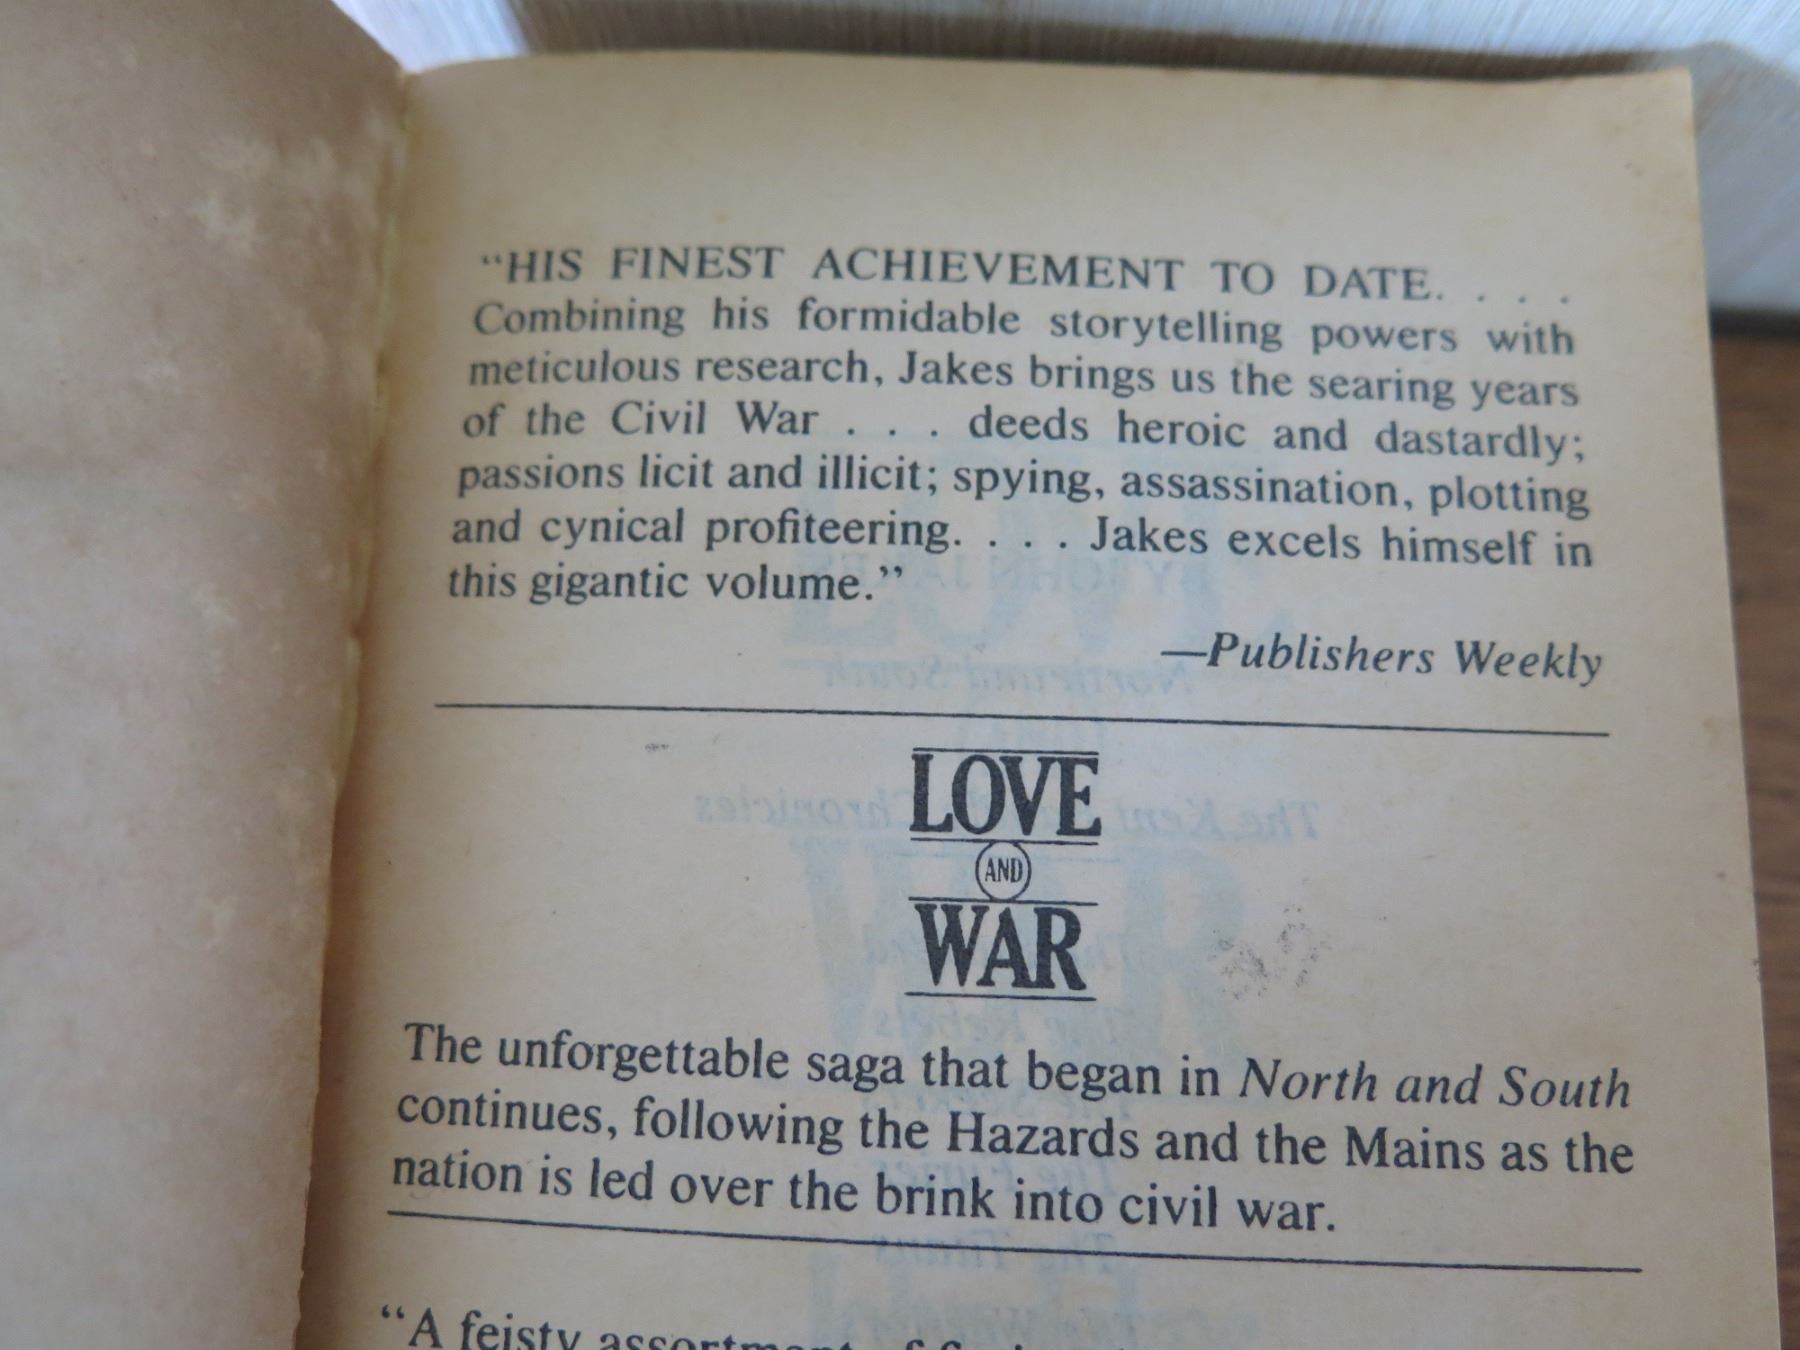 “HIS FINEST ACHIEVEMENT TO DATE. . . .
Combining his formidable storytelling powers with
meticulous research, Jakes brings us the searing years
of the Civil War . . . deeds heroic and dastardly;
passions licit and illicit; spying, assassination, plotting
and cynical profiteering. . . . Jakes excels himself in
this gigantic volume.”
—Publishers Weekly
LOVE
AND
WAR
The unforgettable saga that began in North and South
continues, following the Hazards and the Mains as the
nation is led over the brink into civil war.
“A feisty assortment of